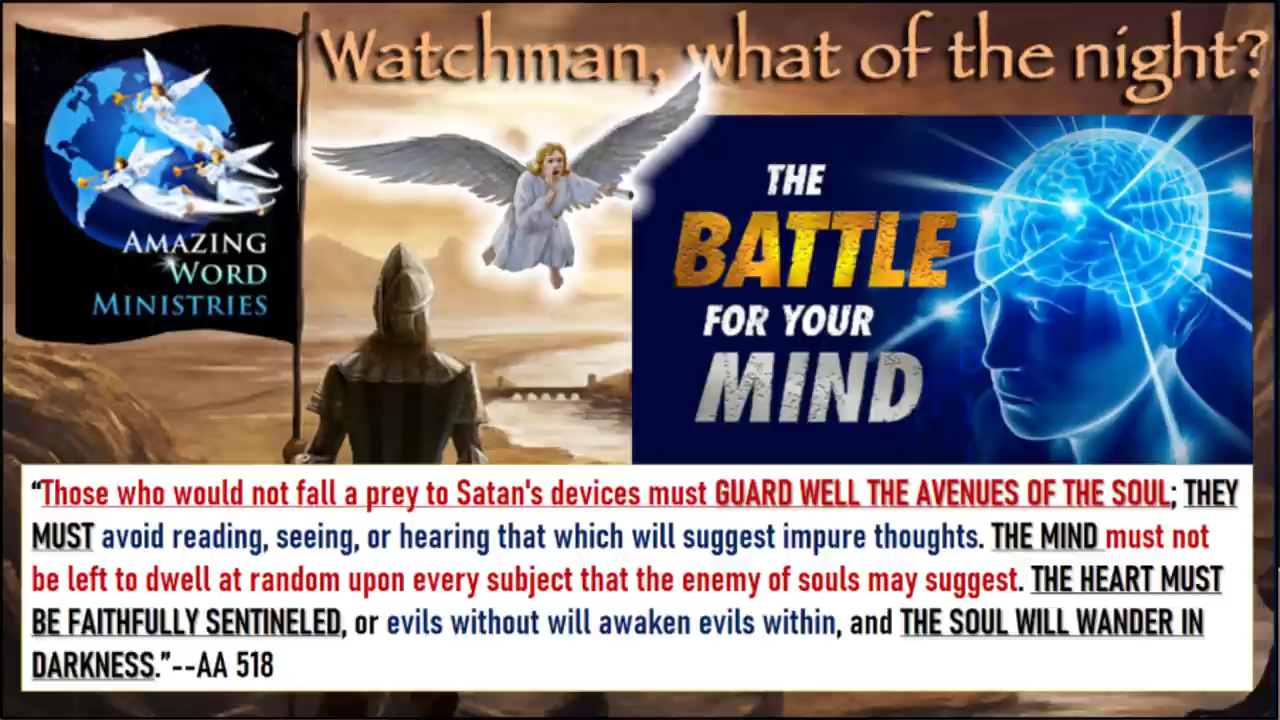 Watchman, what of the night?
AMAZING
WORD
MINISTRIES
THE
BATTLE
FOR YOUR
MIND
“Those who would not fall a prey to Satan's devices must GUARD WELL THE AVENUES OF THE SOUL; THEY
MUST avoid reading, seeing, or hearing that which will suggest impure thoughts. THE MIND must not
be left to dwell at random upon every subject that the enemy of souls may suggest. THE HEART MUST
BE FAITHFULLY SENTINELED, or evils without will awaken evils within, and THE SOUL WILL WANDER IN
DARKNESS.”--AA 518